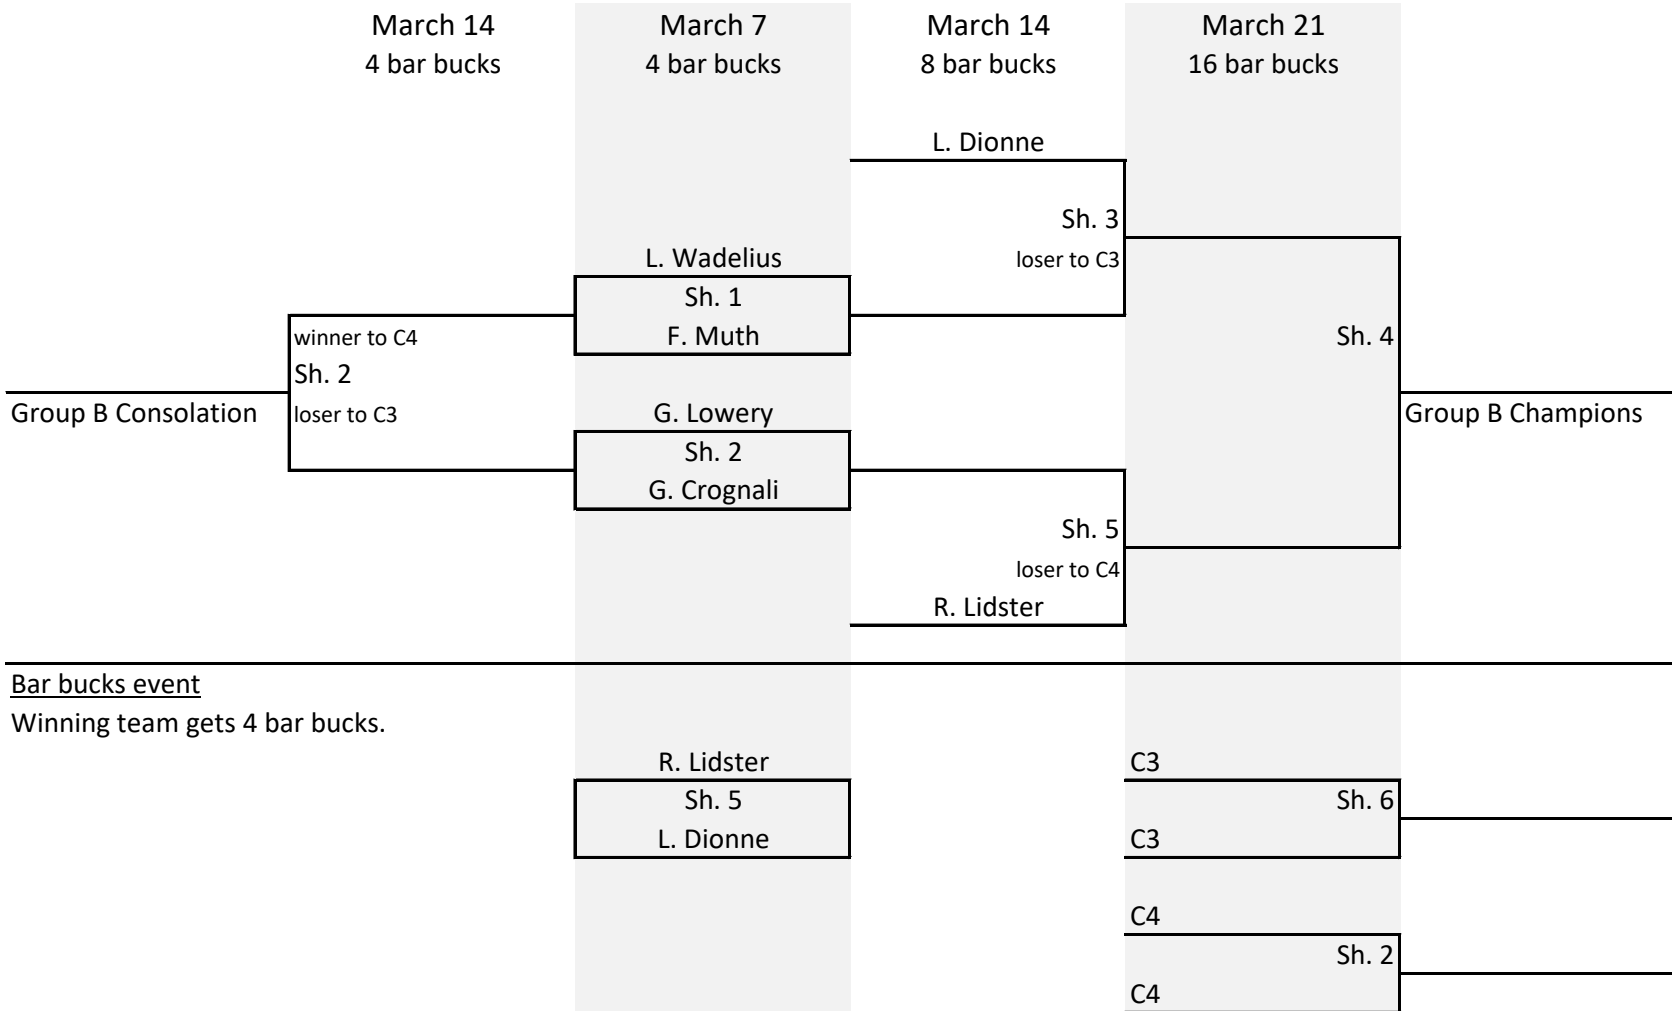 March 14
4 bar bucks
March 7
4 bar bucks
March 14
8 bar bucks
March 21
16 bar bucks
L. Dionne
Sh. 3
loser to C3
L. Wadelius
Sh. 1
F. Muth
winner to C4
Sh. 2
loser to C3
Sh. 4
Group B Consolation
Group B Champions
G. Lowery
Sh. 2
G. Crognali
Sh. 5
loser to C4
R. Lidster
Bar bucks event
Winning team gets 4 bar bucks.
R. Lidster
Sh. 5
L. Dionne
C3
Sh. 6
C3
C4
Sh. 2
C4